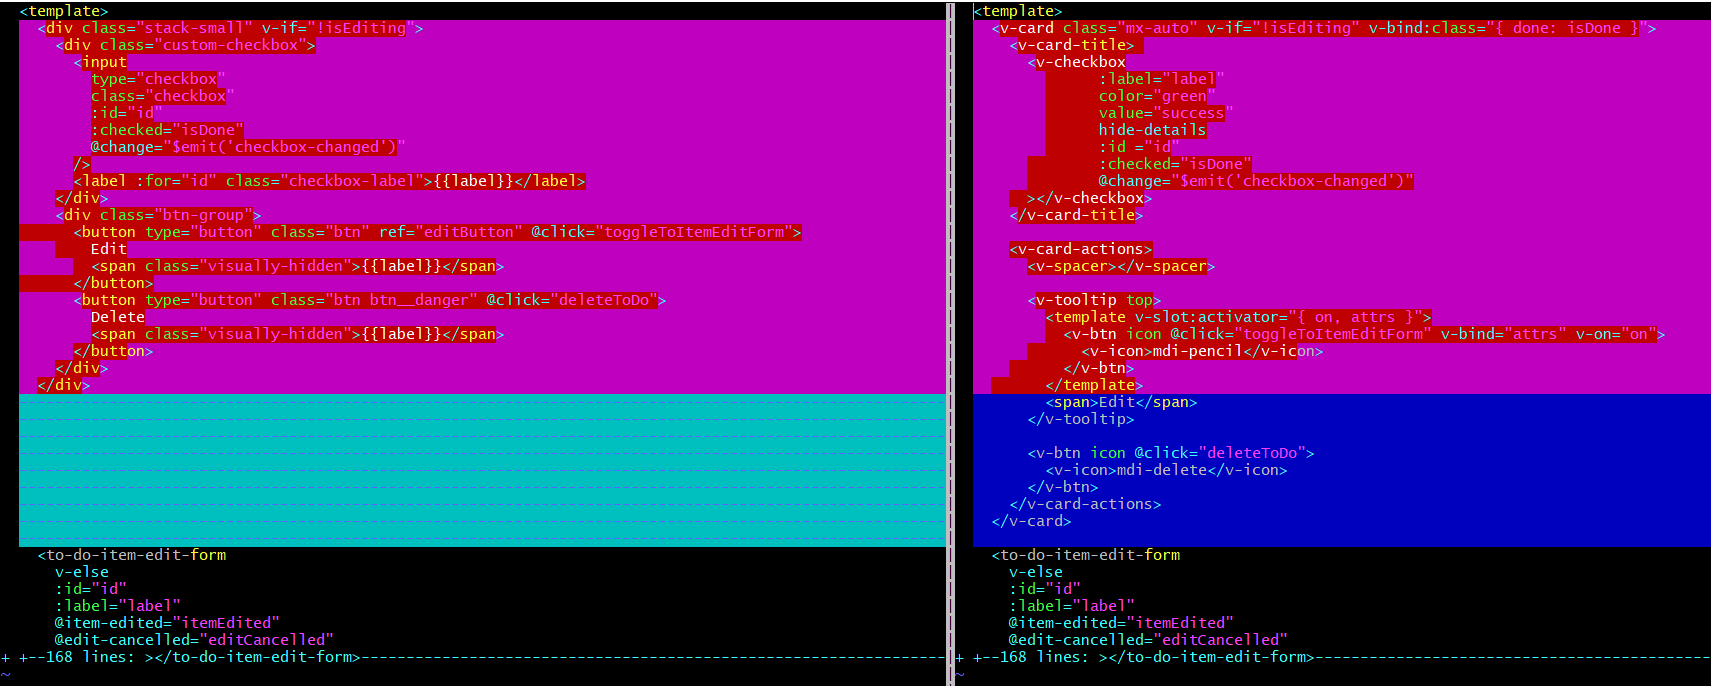 <template>
  <div class="stack-small" v-if="!isEditing">
    <div class="custom-checkbox">
      <input
        type="checkbox"
        class="checkbox"
        :id="id"
        :checked="isDone"
        @change="$emit('checkbox-changed')"
      />
      <label :for="id" class="checkbox-label">{{label}}</label>
    </div>
    <div class="btn-group">
      <button type="button" class="btn" ref="editButton" @click="toggleToItemEditForm">
        Edit
        <span class="visually-hidden">{{label}}</span>
      </button>
      <button type="button" class="btn btn__danger" @click="deleteToDo">
        Delete
        <span class="visually-hidden">{{label}}</span>
      </button>
    </div>
  </div>
  <to-do-item-edit-form
    v-else
    :id="id"
    :label="label"
    @item-edited="itemEdited"
    @edit-cancelled="editCancelled"
+ +--168 lines: ></to-do-item-edit-form>
~
<template>
  <v-card class="mx-auto" v-if="!isEditing" v-bind:class="{ done: isDone }">
    <v-card-title>
      <v-checkbox
              :label="label"
              color="green"
              value="success"
              hide-details
              :id ="id"
              :checked="isDone"
              @change="$emit('checkbox-changed')"
      ></v-checkbox>
    </v-card-title>
    <v-card-actions>
      <v-spacer></v-spacer>
      <v-tooltip top>
        <template v-slot:activator="{ on, attrs }">
          <v-btn icon @click="toggleToItemEditForm" v-bind="attrs" v-on="on">
            <v-icon>mdi-pencil</v-icon>
          </v-btn>
        </template>
        <span>Edit</span>
      </v-tooltip>
      <v-btn icon @click="deleteToDo">
        <v-icon>mdi-delete</v-icon>
      </v-btn>
    </v-card-actions>
  </v-card>
  <to-do-item-edit-form
    v-else
    :id="id"
    :label="label"
    @item-edited="itemEdited"
    @edit-cancelled="editCancelled"
+ +--168 lines: ></to-do-item-edit-form>
~